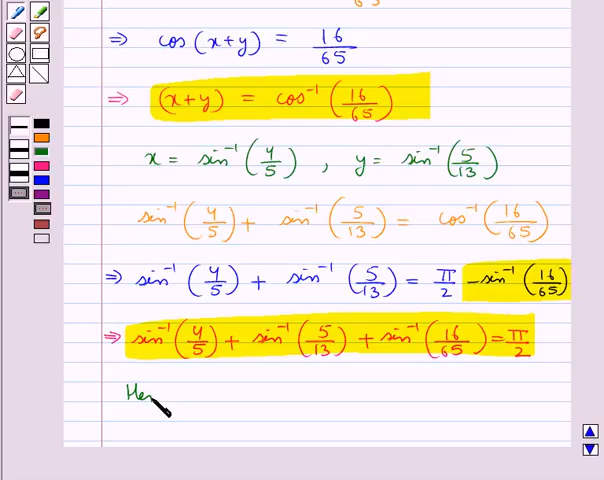 65
⇒ cos (x+y) = 16/65
⇒ (x+y) = cos⁻¹ (16/65)
x = sin⁻¹ (4/5) , y = sin⁻¹ (5/13)
sin⁻¹ (4/5) + sin⁻¹ (5/13) = cos⁻¹ (16/65)
⇒ sin⁻¹ (4/5) + sin⁻¹ (5/13) = π/2 - sin⁻¹ (16/65)
⇒ sin⁻¹ (4/5) + sin⁻¹ (5/13) + sin⁻¹ (16/65) = π/2
Hen